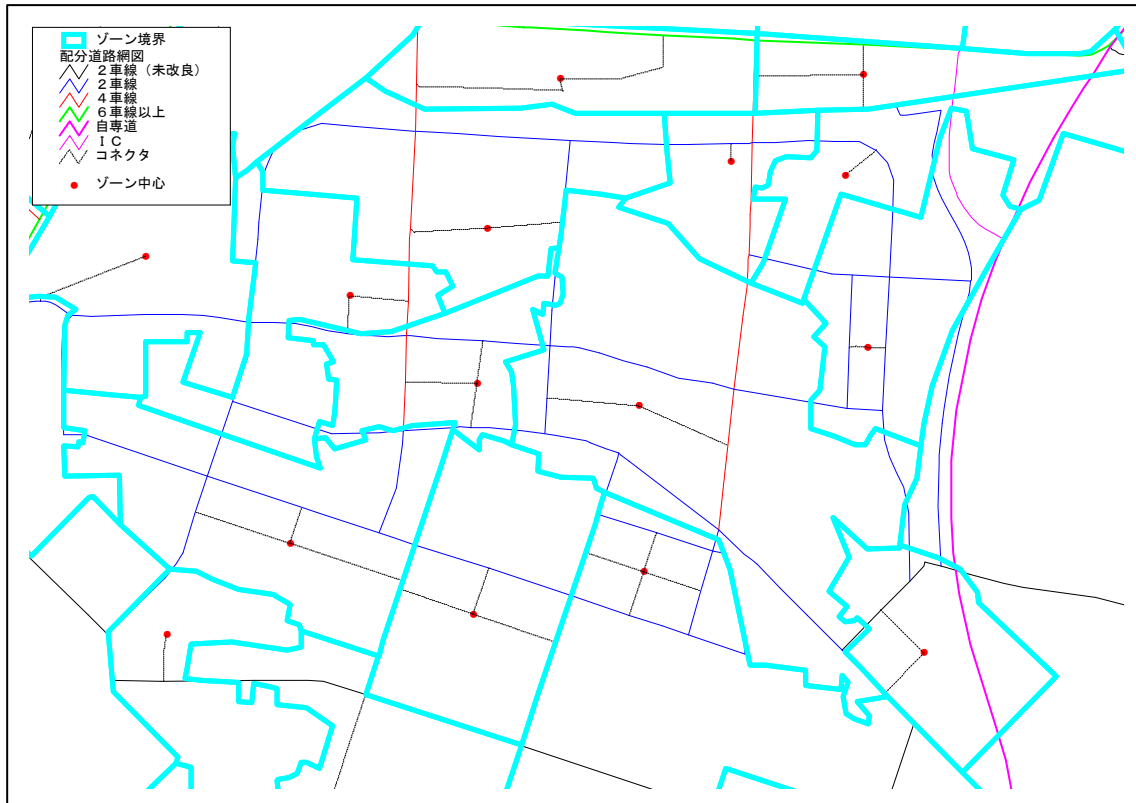 ゾーン境界
配分道路網図
２車線（未改良）
２車線
４車線
６車線以上
自専道
ＩＣ
コネクタ
ゾーン中心